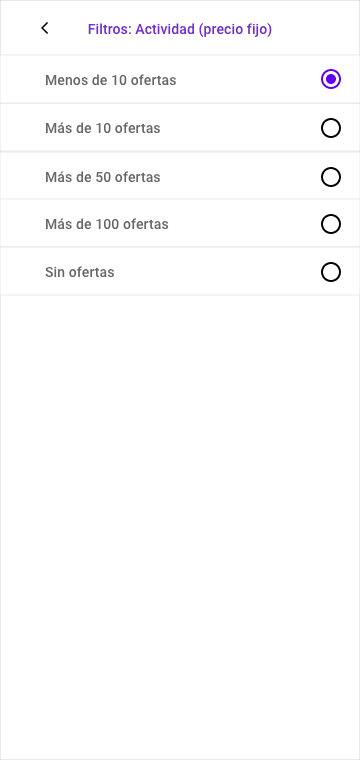 Filtros: Actividad (precio fijo)
Menos de 10 ofertas
Más de 10 ofertas
Más de 50 ofertas
Más de 100 ofertas
Sin ofertas